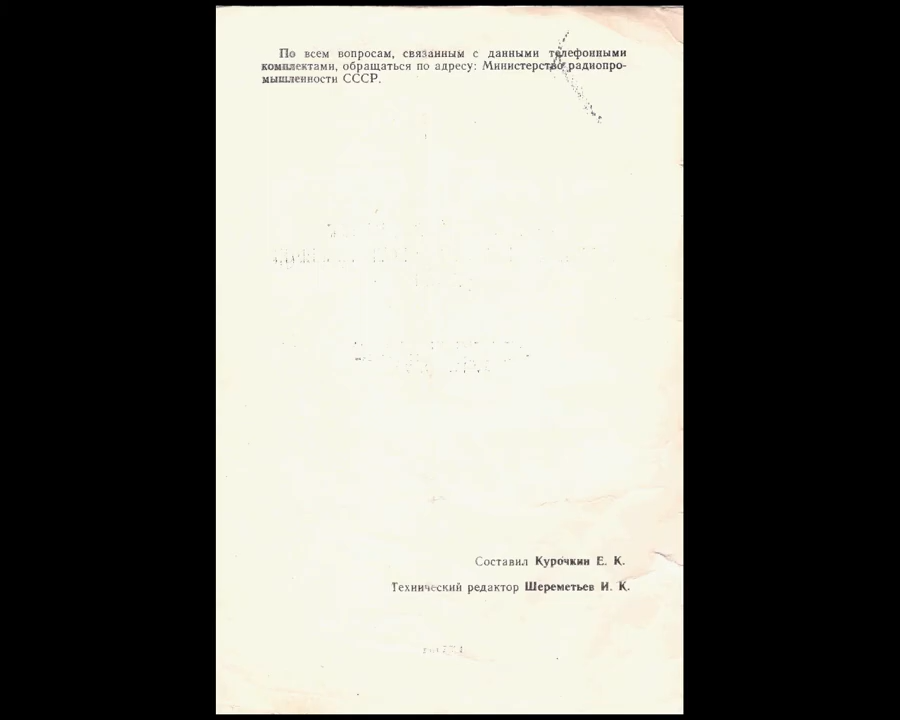 По всем вопросам, связанным с данными телефонными
комплектами, обращаться по адресу: Министерство радиопро-
мышленности СССР.
Составил Курочкин Е. К.
Технический редактор Шереметьев И. К.